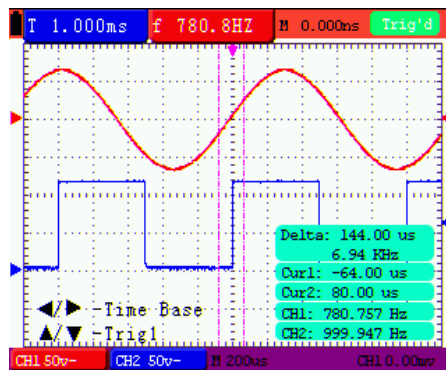 T 1.000ms f 780.8HZ M 0.000ns Trig'd
Delta: 144.00 us
6.94 KHz
Cur1: -64.00 us
Cur2: 80.00 us
CH1: 780.757 Hz
CH2: 999.947 Hz
◀/▶ -Time Base
▲/▼ -Trig1
CH1 50v- CH2 50v- M 200us CH1 0.00mv